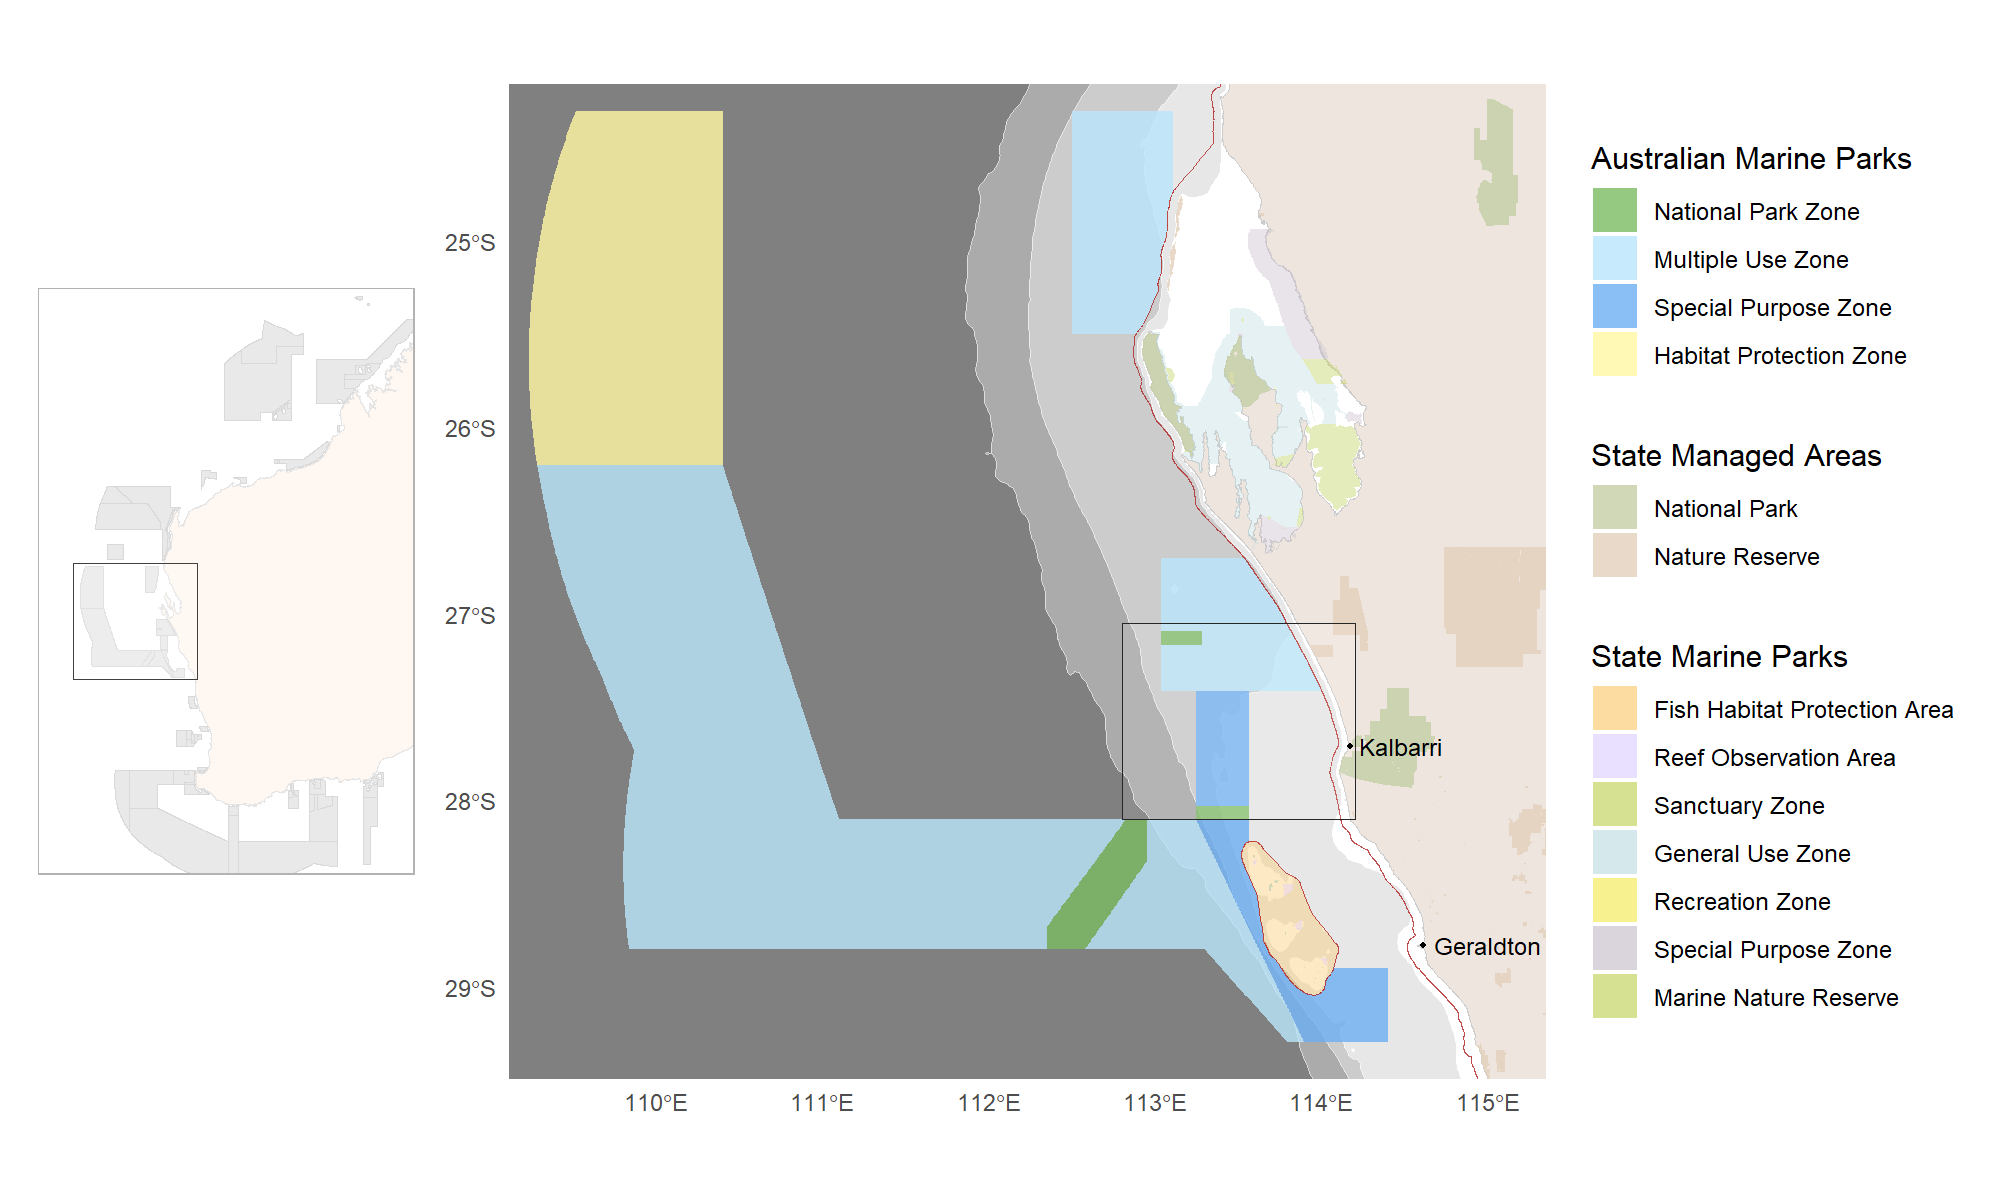 25°S
26°S
27°S
28°S
29°S
110°E
111°E
112°E
113°E
114°E
115°E
Kalbarri
Geraldton
Australian Marine Parks
National Park Zone
Multiple Use Zone
Special Purpose Zone
Habitat Protection Zone
State Managed Areas
National Park
Nature Reserve
State Marine Parks
Fish Habitat Protection Area
Reef Observation Area
Sanctuary Zone
General Use Zone
Recreation Zone
Special Purpose Zone
Marine Nature Reserve